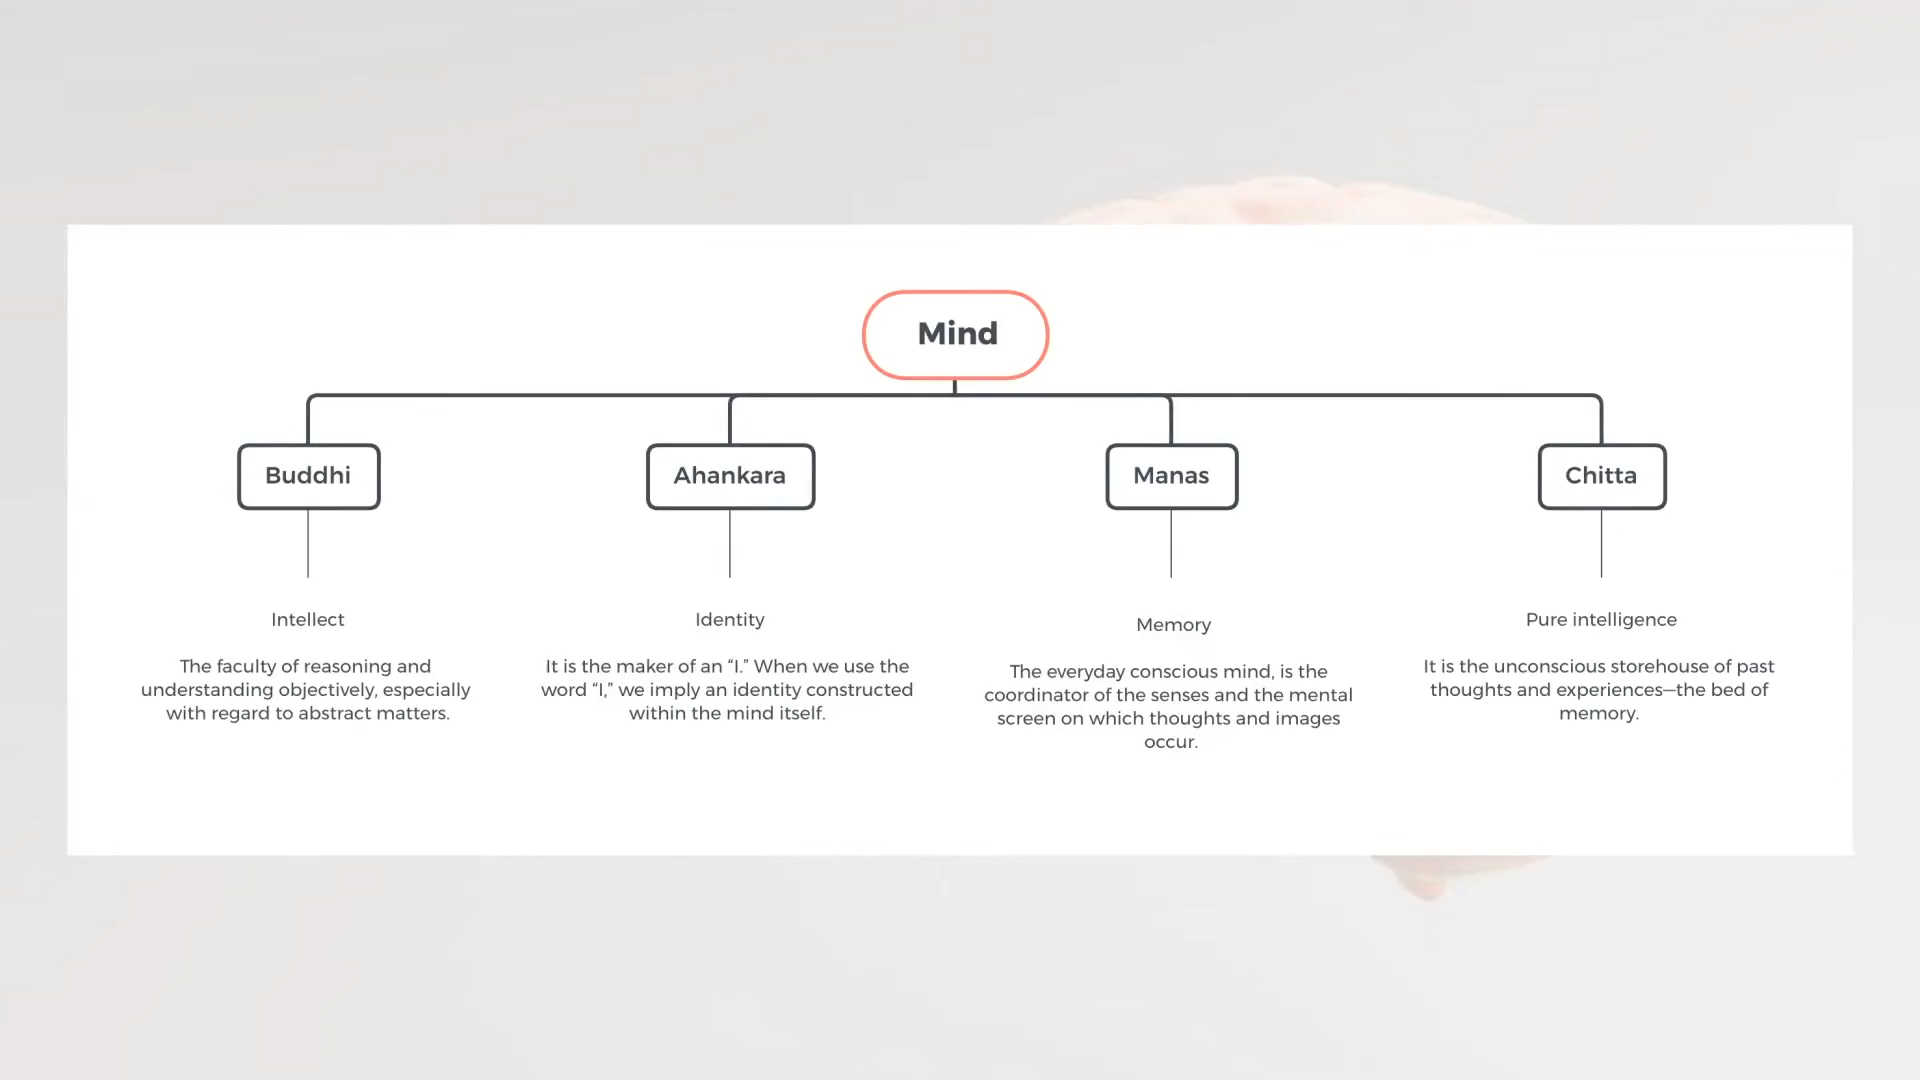 Mind
Buddhi
Ahankara
Manas
Chitta
Intellect
The faculty of reasoning and
understanding objectively, especially
with regard to abstract matters.
Identity
It is the maker of an “I.” When we use the
word “I,” we imply an identity constructed
within the mind itself.
Memory
The everyday conscious mind, is the
coordinator of the senses and the mental
screen on which thoughts and images
occur.
Pure intelligence
It is the unconscious storehouse of past
thoughts and experiences—the bed of
memory.